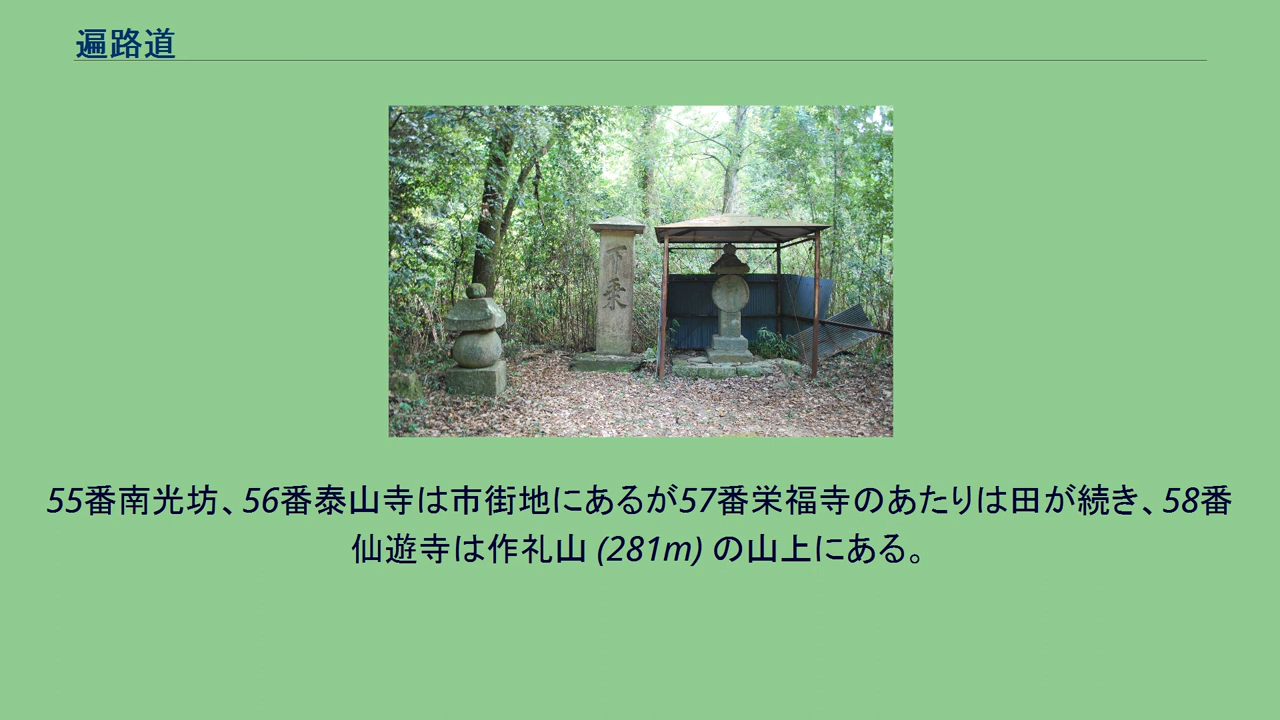 遍路道
下乗
55番南光坊、56番泰山寺は市街地にあるが57番栄福寺のあたりは田が続き、58番
仙遊寺は作礼山 (281m) の山上にある。